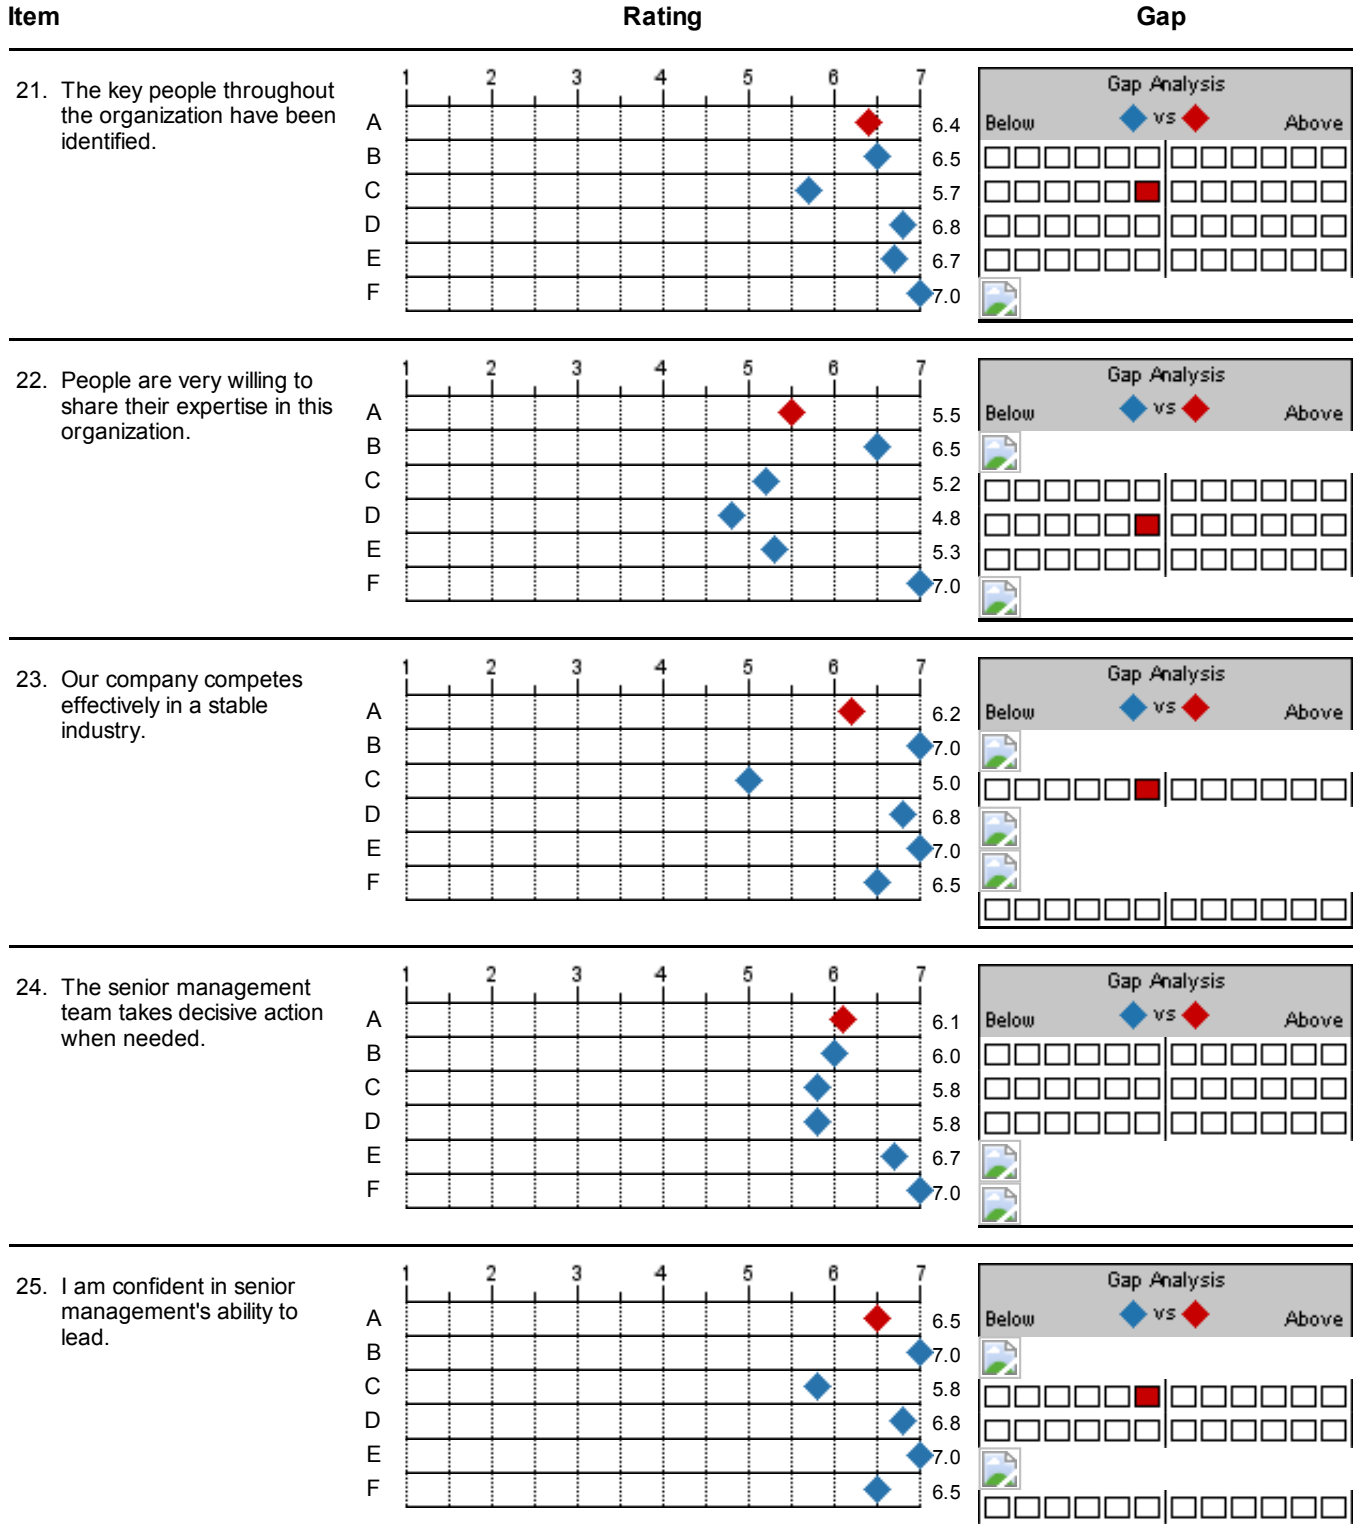 Item Rating Gap
21. The key people throughout
the organization have been
identified.
1 2 3 4 5 6 7
A 6.4
B 6.5
C 5.7
D 6.8
E 6.7
F 7.0
Gap Analysis
Below vs Above
22. People are very willing to
share their expertise in this
organization.
1 2 3 4 5 6 7
A 5.5
B 6.5
C 5.2
D 4.8
E 5.3
F 7.0
Gap Analysis
Below vs Above
23. Our company competes
effectively in a stable
industry.
1 2 3 4 5 6 7
A 6.2
B 7.0
C 5.0
D 6.8
E 7.0
F 6.5
Gap Analysis
Below vs Above
24. The senior management
team takes decisive action
when needed.
1 2 3 4 5 6 7
A 6.1
B 6.0
C 5.8
D 5.8
E 6.7
F 7.0
Gap Analysis
Below vs Above
25. I am confident in senior
management's ability to
lead.
1 2 3 4 5 6 7
A 6.5
B 7.0
C 5.8
D 6.8
E 7.0
F 6.5
Gap Analysis
Below vs Above